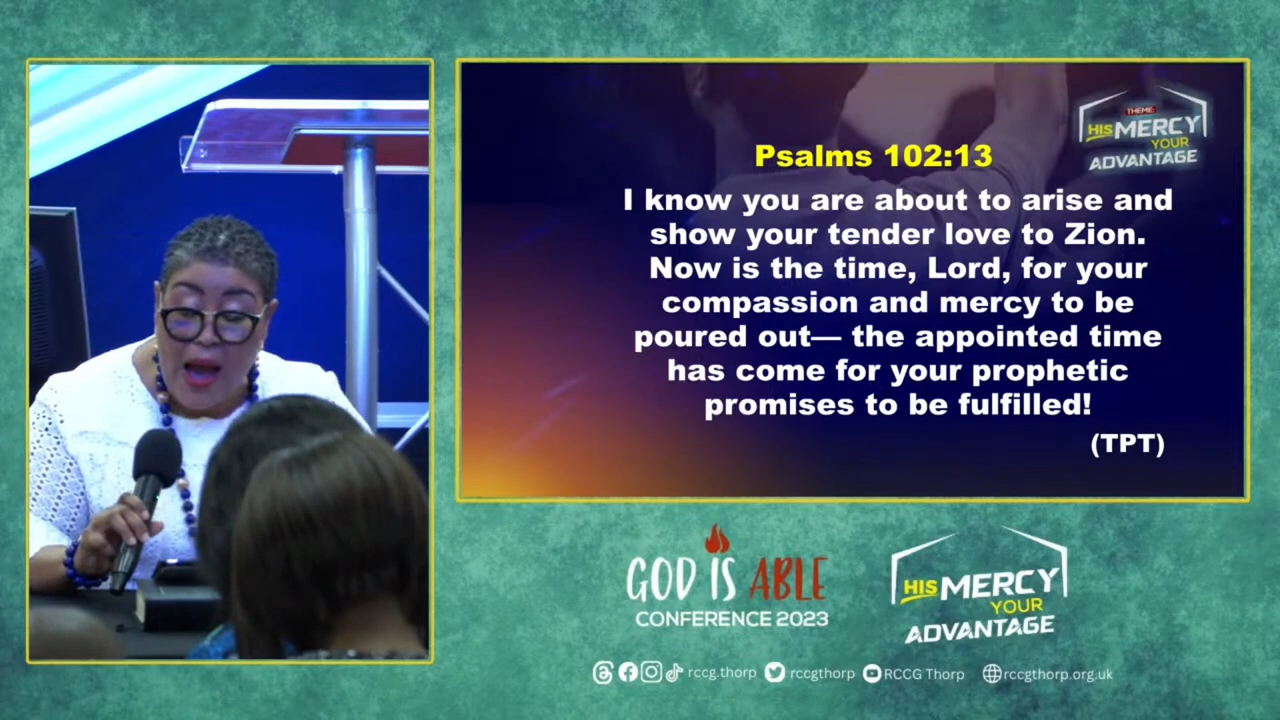 THEME:
HIS MERCY
YOUR
ADVANTAGE
Psalms 102:13
I know you are about to arise and
show your tender love to Zion.
Now is the time, Lord, for your
compassion and mercy to be
poured out— the appointed time
has come for your prophetic
promises to be fulfilled!
(TPT)
GOD IS ABLE
CONFERENCE 2023
HIS MERCY
YOUR
ADVANTAGE
rccg.thorp rccgthorp RCCG Thorp rccgthorp.org.uk